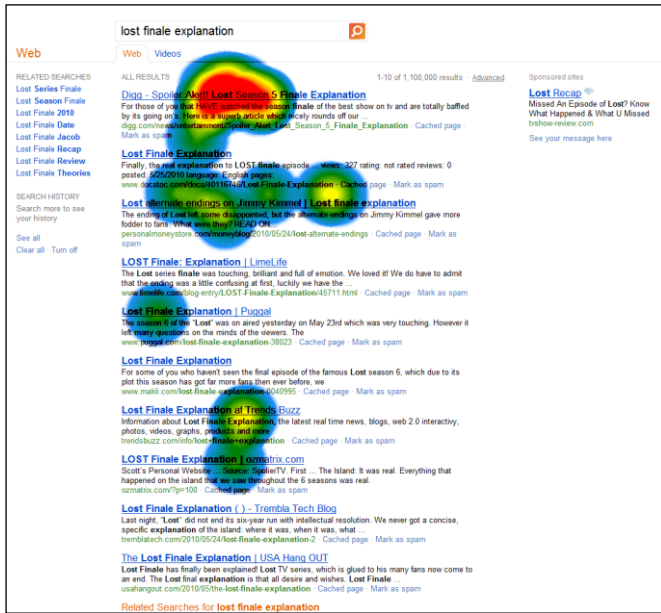 lost finale explanation
Web
Web Videos
RELATED SEARCHES
Lost Series Finale
Lost Season Finale
Lost Finale 2010
Lost Finale Date
Lost Finale Jacob
Lost Finale Recap
Lost Finale Review
Lost Finale Theories
SEARCH HISTORY
Search more to see
your history
See all
Clear all · Turn off
ALL RESULTS 1-10 of 1,100,000 results · Advanced
Digg - Spoiler Alert! Lost Season 5 Finale Explanation
For those of you that HAVE watched the season finale of the best show on tv and are totally baffled
by its going on's. Here is a superb article which nicely rounds off our ...
digg.com/news/entertainment/Spoiler_Alert_Lost_Season_5_Finale_Explanation · Cached page ·
Mark as spam
Lost Finale Explanation
Finally, the real explanation to LOST finale episode ... views: 327 rating: not rated reviews: 0
posted: 5/25/2010 language: English pages:
www.docstoc.com/docs/40116746/Lost-Finale-Explanation · Cached page · Mark as spam
Lost alternate endings on Jimmy Kimmel | Lost finale explanation
The ending of Lost left some disappointed, but the alternate endings on Jimmy Kimmel gave more
fodder to fans. What were they? READ ON...
personalmoneystore.com/moneyblog/2010/05/24/lost-alternate-endings · Cached page · Mark as
spam
LOST Finale: Explanation | LimeLife
The Lost series finale was touching, brilliant and full of emotion. We loved it! We do have to admit
that the ending was a little confusing at first, luckily we have the ...
www.limelife.com/blog-entry/LOST-Finale-Explanation/45711.html · Cached page · Mark as spam
Lost Finale Explanation | Puggal
The season 6 of the "Lost" was on aired yesterday on May 23rd which was very touching. However it
left many questions on the minds of the viewers. The
www.puggal.com/lost-finale-explanation-38023 · Cached page · Mark as spam
Lost Finale Explanation
For some of you who haven't seen the final episode of the famous Lost season 6, which due to its
plot this season has got far more fans then ever before, we
www.makli.com/lost-finale-explanation-0040995 · Cached page · Mark as spam
Lost Finale Explanation at Trends Buzz
Information about Lost Finale Explanation, the latest real time news, blogs, web 2.0 interactivy,
photos, videos, graphs, products and more
trendsbuzz.com/info/lost+finale+explanation · Cached page · Mark as spam
LOST Finale Explanation | ozmatrix.com
Scott's Personal Website ... Source: SpolierTV. First ... The Island: It was real. Everything that
happened on the island that we saw throughout the 6 seasons was real.
ozmatrix.com/?p=100 · Cached page · Mark as spam
Lost Finale Explanation ( ) - Trembla Tech Blog
Last night, "Lost" did not end its six-year run with intellectual resolution. We never got a concise,
specific explanation of the island: where it was, when it was, what ...
tremblatech.com/2010/05/24/lost-finale-explanation-2 · Cached page · Mark as spam
The Lost Finale Explanation | USA Hang OUT
Lost Finale has finally been explained! Lost TV series, which is glued to his many fans now come to
an end. The Lost final explanation is that all desire and wishes. Lost Finale ...
usahangout.com/2010/05/the-lost-finale-explanation · Cached page · Mark as spam
Related Searches for lost finale explanation
Sponsored sites
Lost Recap
Missed An Episode of Lost? Know
What Happened & What U Missed
tvshoe-review.com
See your message here